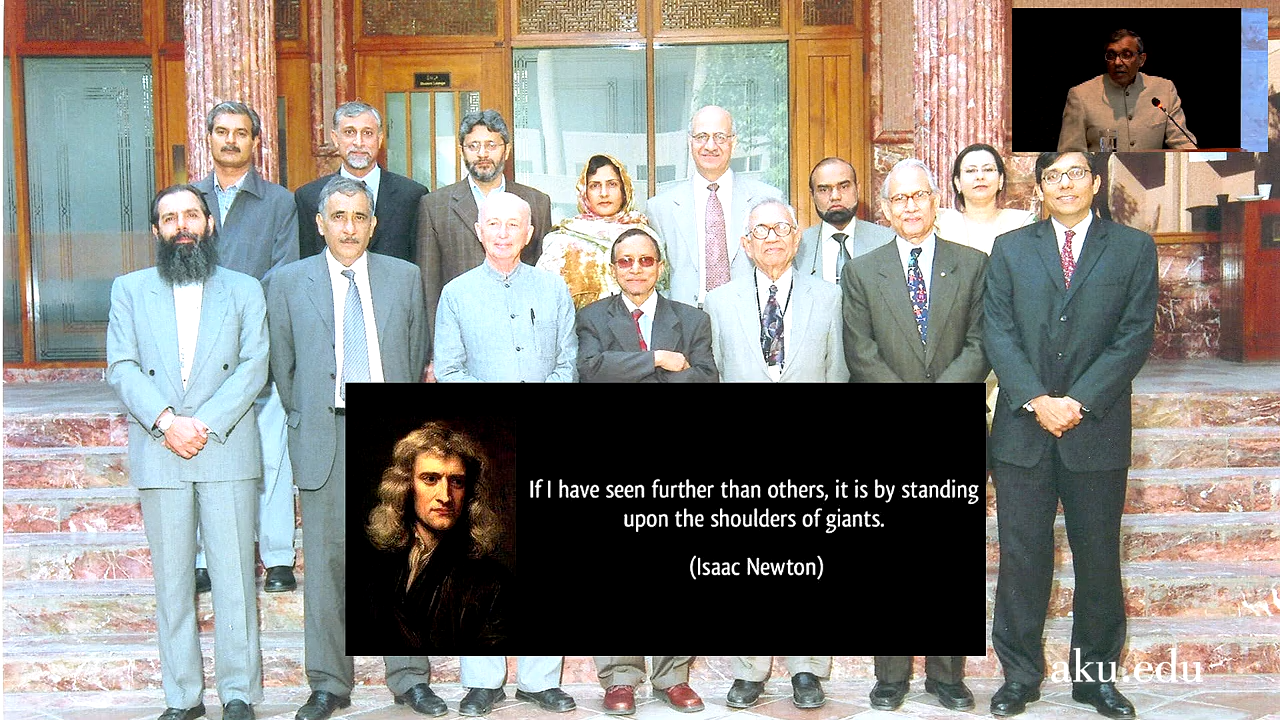 If I have seen further than others, it is by standing
upon the shoulders of giants.
(Isaac Newton)
aku.edu